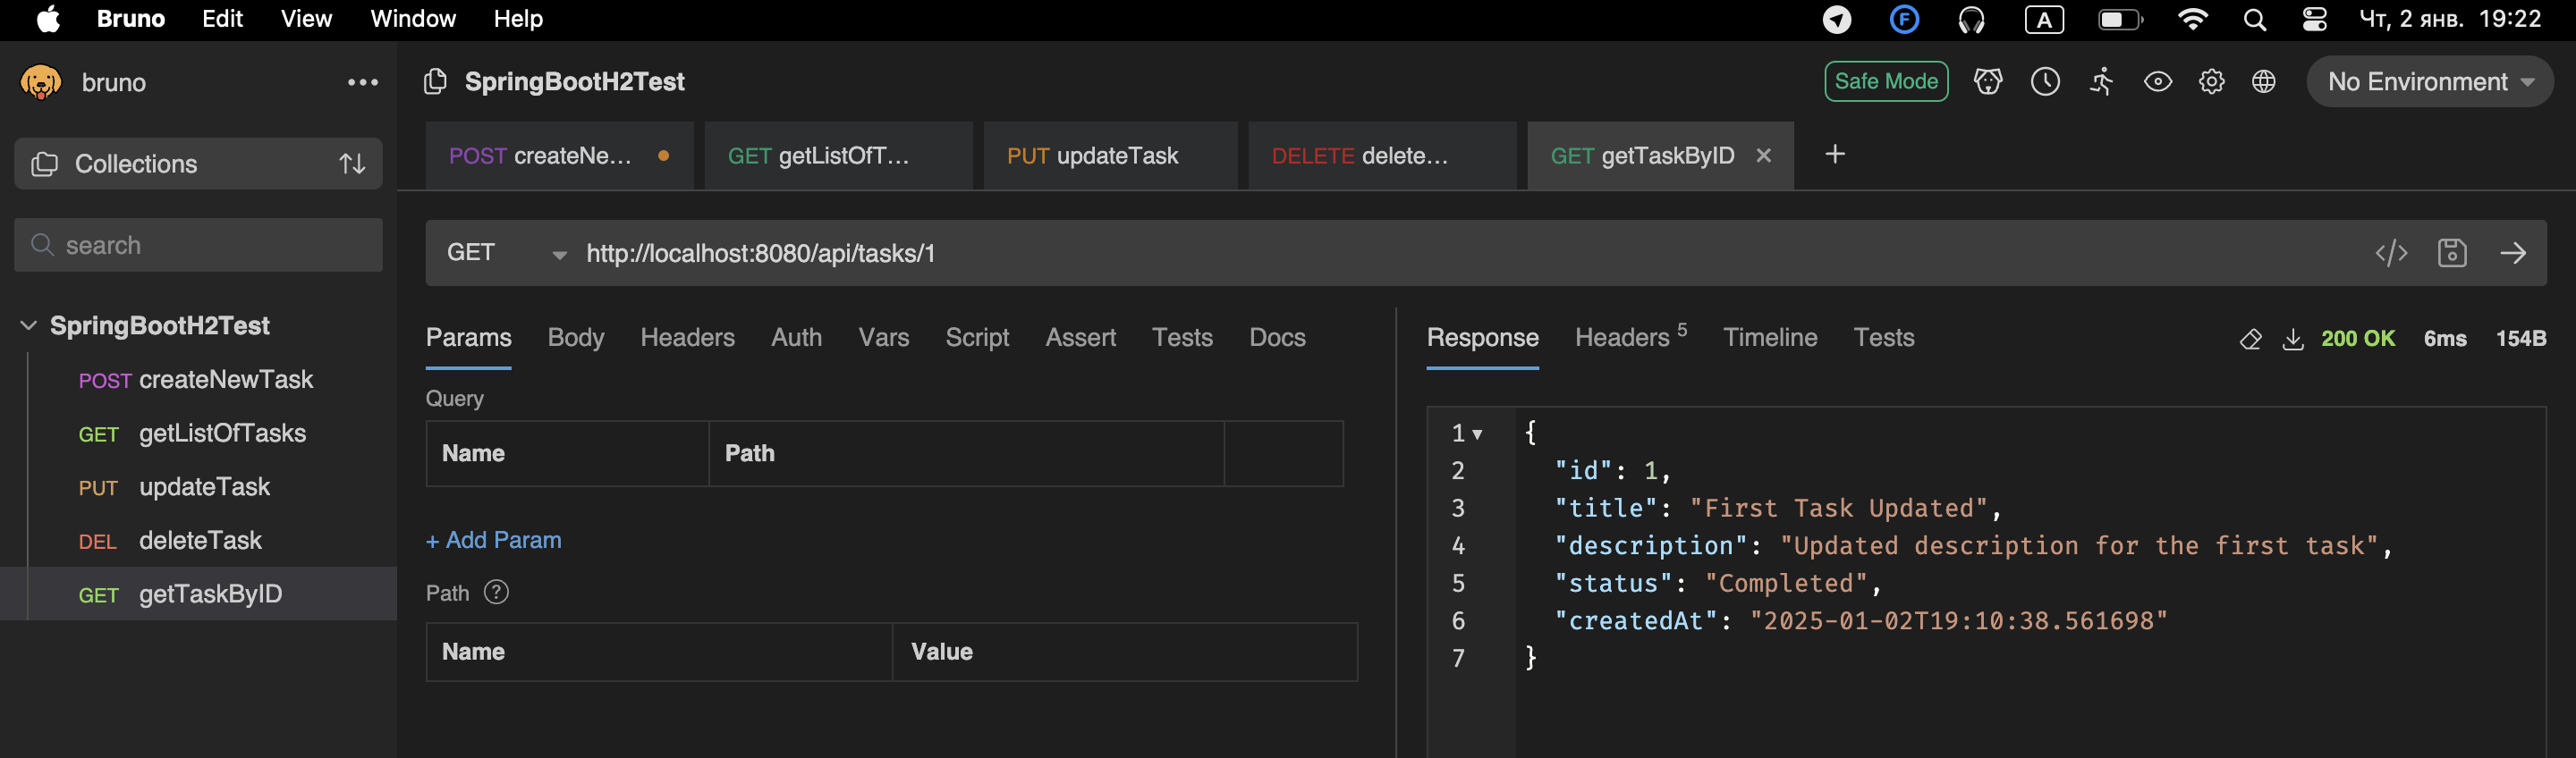 Bruno Edit View Window Help
F A Чт, 2 янв. 19:22
bruno
SpringBootH2Test
Safe Mode No Environment
Collections
search
SpringBootH2Test
POST createNewTask
GET getListOfTasks
PUT updateTask
DEL deleteTask
GET getTaskByID
POST createNe... GET getListOfT... PUT updateTask DELETE delete... GET getTaskByID
GET http://localhost:8080/api/tasks/1
Params Body Headers Auth Vars Script Assert Tests Docs
Query
Name Path
+ Add Param
Path ?
Name Value
Response Headers 5 Timeline Tests 200 OK 6ms 154B
1 {
2 "id": 1,
3 "title": "First Task Updated",
4 "description": "Updated description for the first task",
5 "status": "Completed",
6 "createdAt": "2025-01-02T19:10:38.561698"
7 }